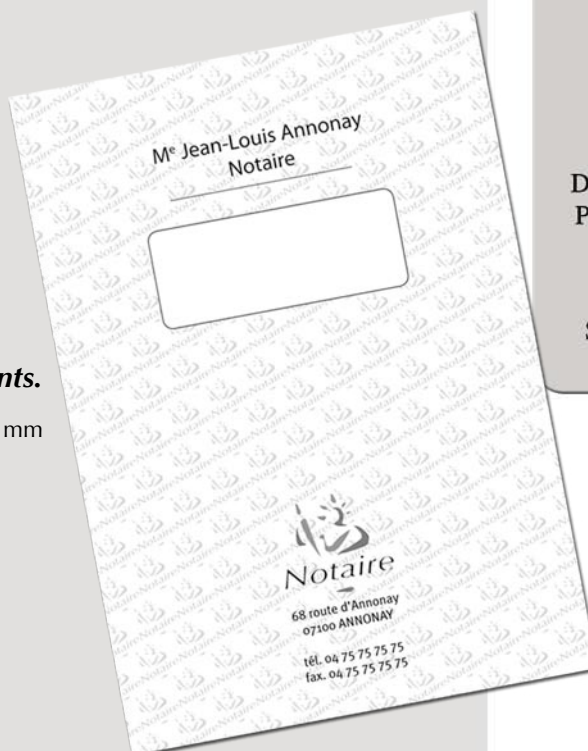 Me Jean-Louis Annonay
Notaire
Notaire
68 route d'Annonay
07100 ANNONAY
tél. 04 75 75 75 75
fax. 04 75 75 75 75
mm